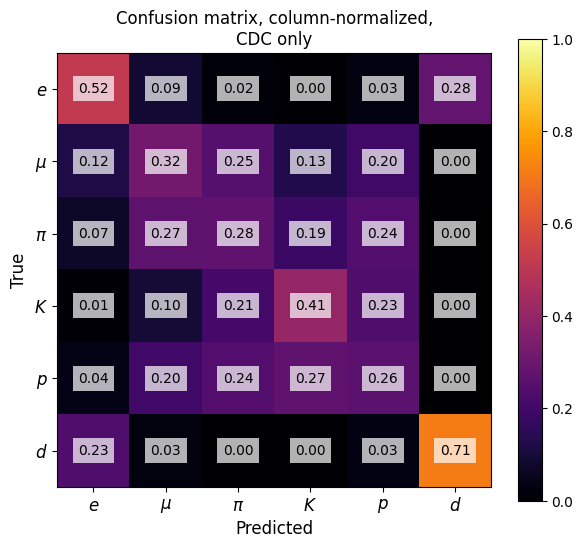 Confusion matrix, column-normalized,
CDC only
True
e 0.52 0.09 0.02 0.00 0.03 0.28
μ 0.12 0.32 0.25 0.13 0.20 0.00
π 0.07 0.27 0.28 0.19 0.24 0.00
K 0.01 0.10 0.21 0.41 0.23 0.00
p 0.04 0.20 0.24 0.27 0.26 0.00
d 0.23 0.03 0.00 0.00 0.03 0.71
e μ π K p d
Predicted
1.0
0.8
0.6
0.4
0.2
0.0